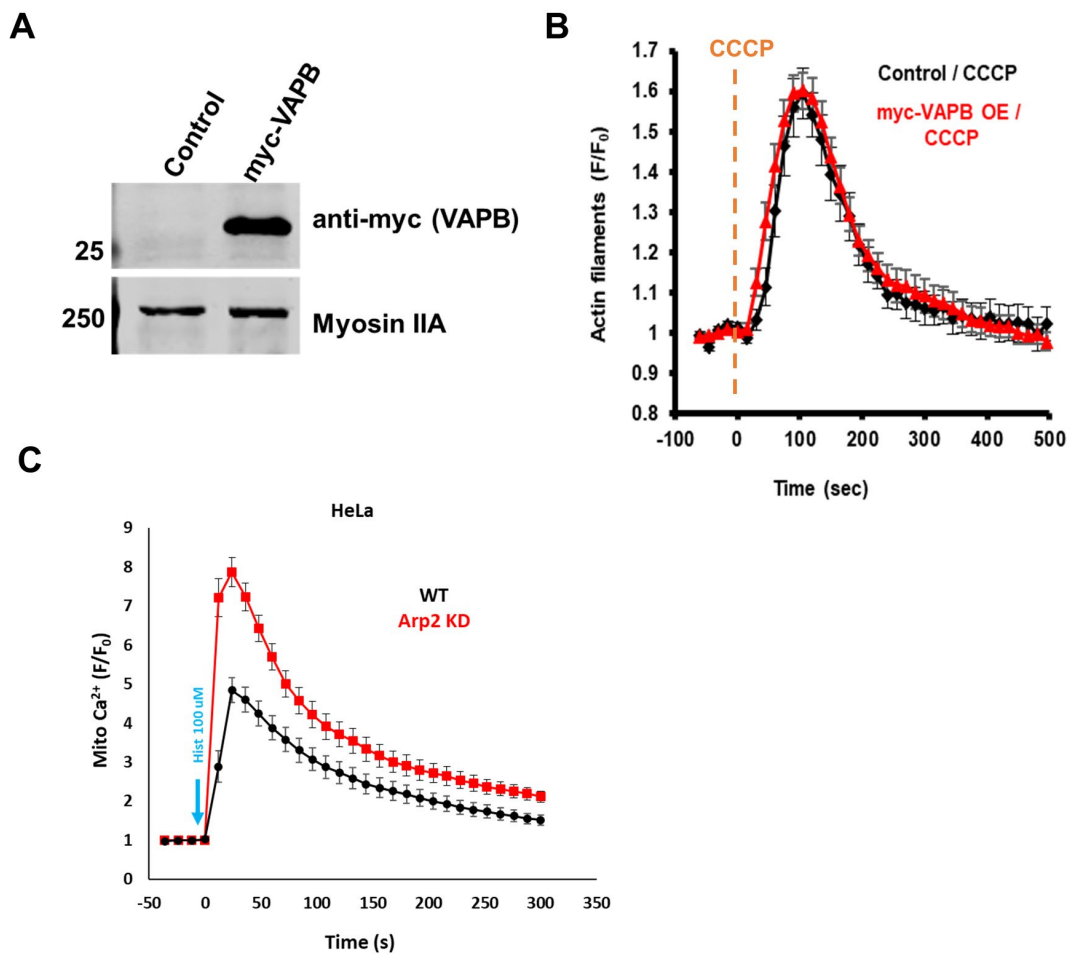 A
Control
myc-VAPB
anti-myc (VAPB)
25
250
Myosin IIA
B
CCCP
1.7
1.6
1.5
1.4
1.3
1.2
1.1
1
0.9
0.8
Actin filaments (F/F₀)
Control / CCCP
myc-VAPB OE /
CCCP
-100
0
100
200
300
400
500
Time (sec)
C
HeLa
9
8
7
6
5
4
3
2
1
0
Mito Ca²⁺ (F/F₀)
WT
Arp2 KD
Hist 100 uM
-50
0
50
100
150
200
250
300
350
Time (s)